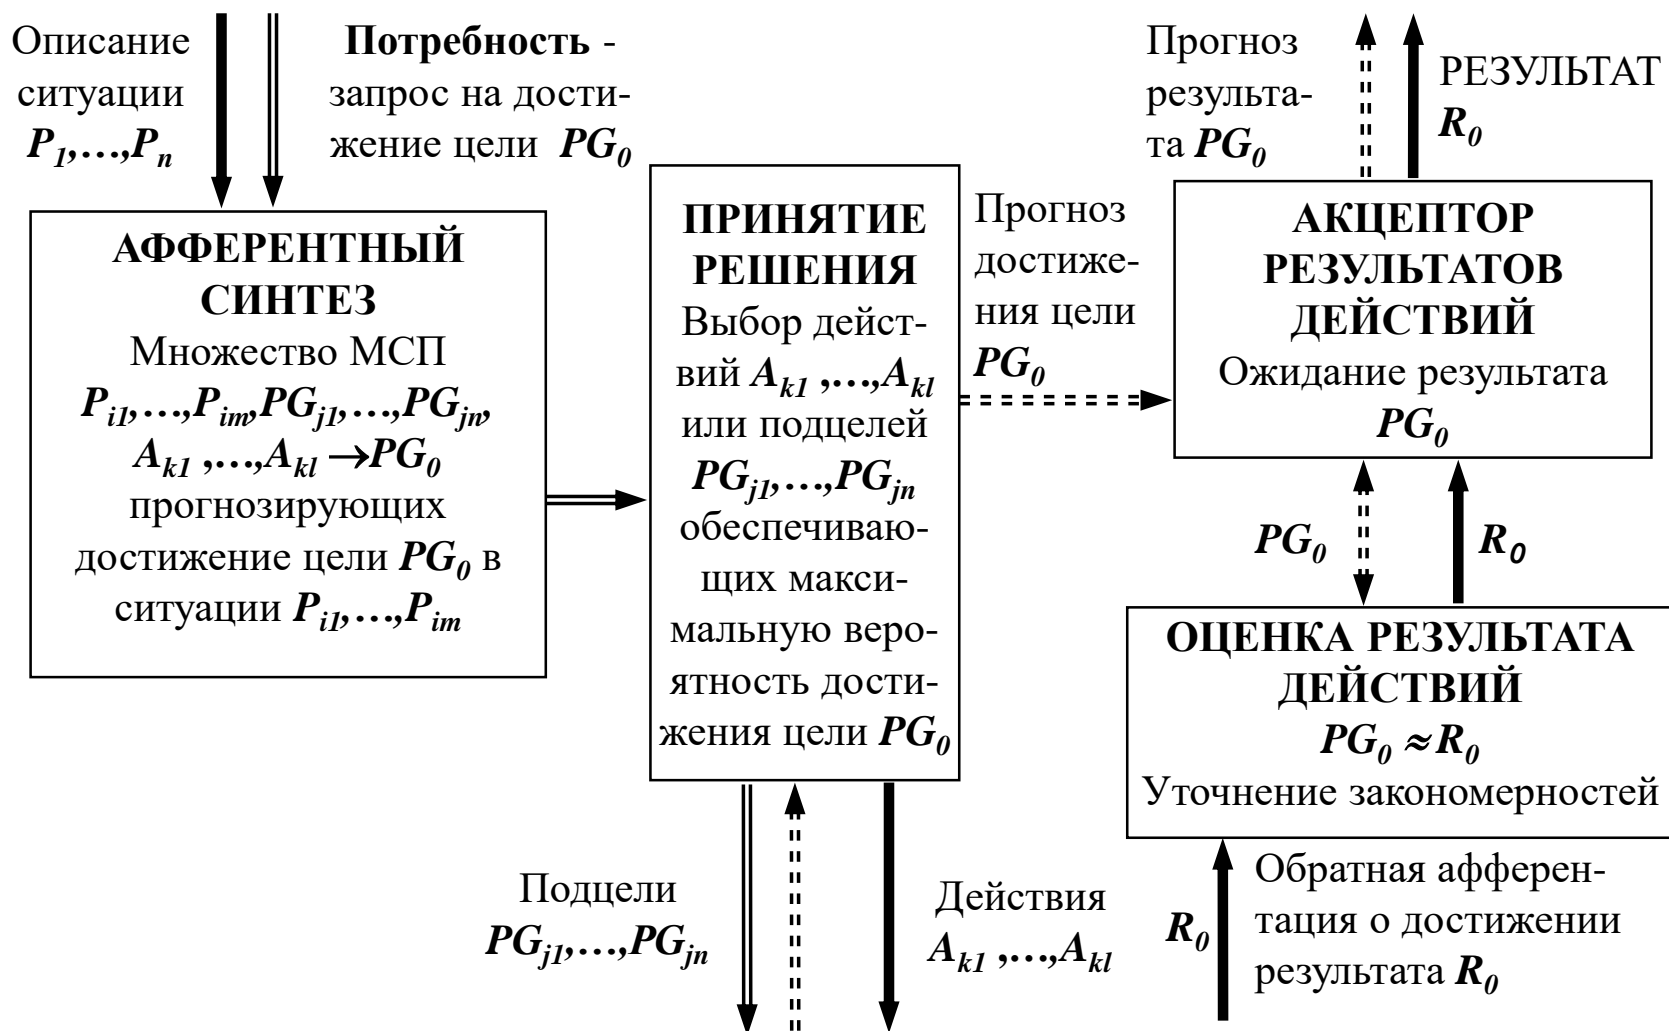 Описание
ситуации
P1,…,Pn
Потребность -
запрос на дости-
жение цели PG0
АФФЕРЕНТНЫЙ
СИНТЕЗ
Множество МСП
Pi1,…,Pim,PGj1,…,PGjn,
Ak1 ,…,Akl →PG0
прогнозирующих
достижение цели PG0 в
ситуации Pi1,…,Pim
ПРИНЯТИЕ
РЕШЕНИЯ
Выбор дейст-
вий Ak1 ,…,Akl
или подцелей
PGj1,…,PGjn
обеспечиваю-
щих макси-
мальную веро-
ятность дости-
жения цели PG0
Подцели
PGj1,…,PGjn
Действия
Ak1 ,…,Akl
Прогноз
достиже-
ния цели
PG0
Прогноз
результа-
та PG0
РЕЗУЛЬТАТ
R0
АКЦЕПТОР
РЕЗУЛЬТАТОВ
ДЕЙСТВИЙ
Ожидание результата
PG0
PG0
R0
ОЦЕНКА РЕЗУЛЬТАТА
ДЕЙСТВИЙ
PG0 ≈ R0
Уточнение закономерностей
R0
Обратная афферен-
тация о достижении
результата R0